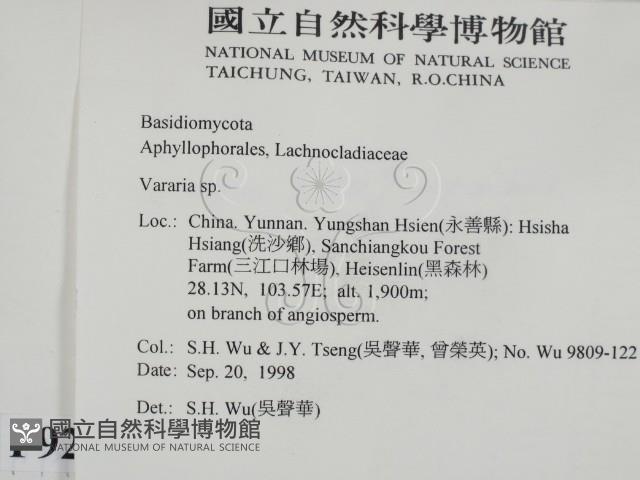 國立自然科學博物館
NATIONAL MUSEUM OF NATURAL SCIENCE
TAICHUNG, TAIWAN, R.O.CHINA
Basidiomycota
Aphyllophorales, Lachnocladiaceae
Vararia sp.
Loc.: China. Yunnan. Yungshan Hsien(永善縣): Hsisha
Hsiang(洗沙鄉), Sanchiangkou Forest
Farm(三江口林場), Heisenlin(黑森林)
28.13N, 103.57E; alt. 1,900m;
on branch of angiosperm.
Col.: S.H. Wu & J.Y. Tseng(吳聲華, 曾榮英); No. Wu 9809-122
Date: Sep. 20, 1998
Det.: S.H. Wu(吳聲華)
國立自然科學博物館
NATIONAL MUSEUM OF NATURAL SCIENCE